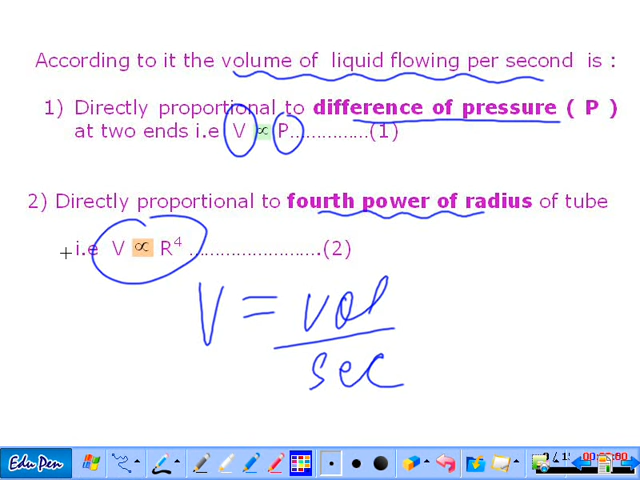 According to it the volume of liquid flowing per second is :
1) Directly proportional to difference of pressure ( P )
at two ends i.e V ∝ P...............(1)
2) Directly proportional to fourth power of radius of tube
i.e V ∝ R⁴ ..........................(2)
V = vol
sec
Edu Pen